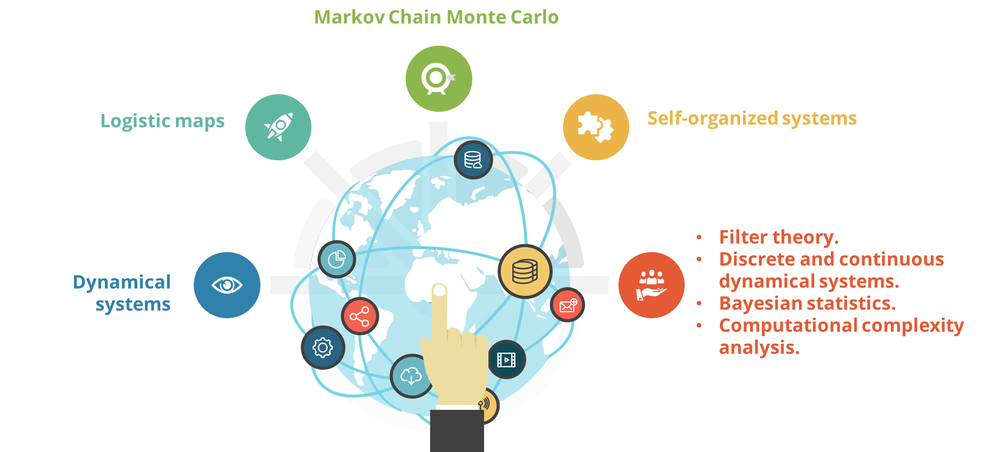 Markov Chain Monte Carlo
Logistic maps
Self-organized systems
Dynamical
systems
• Filter theory.
• Discrete and continuous
dynamical systems.
• Bayesian statistics.
• Computational complexity
analysis.